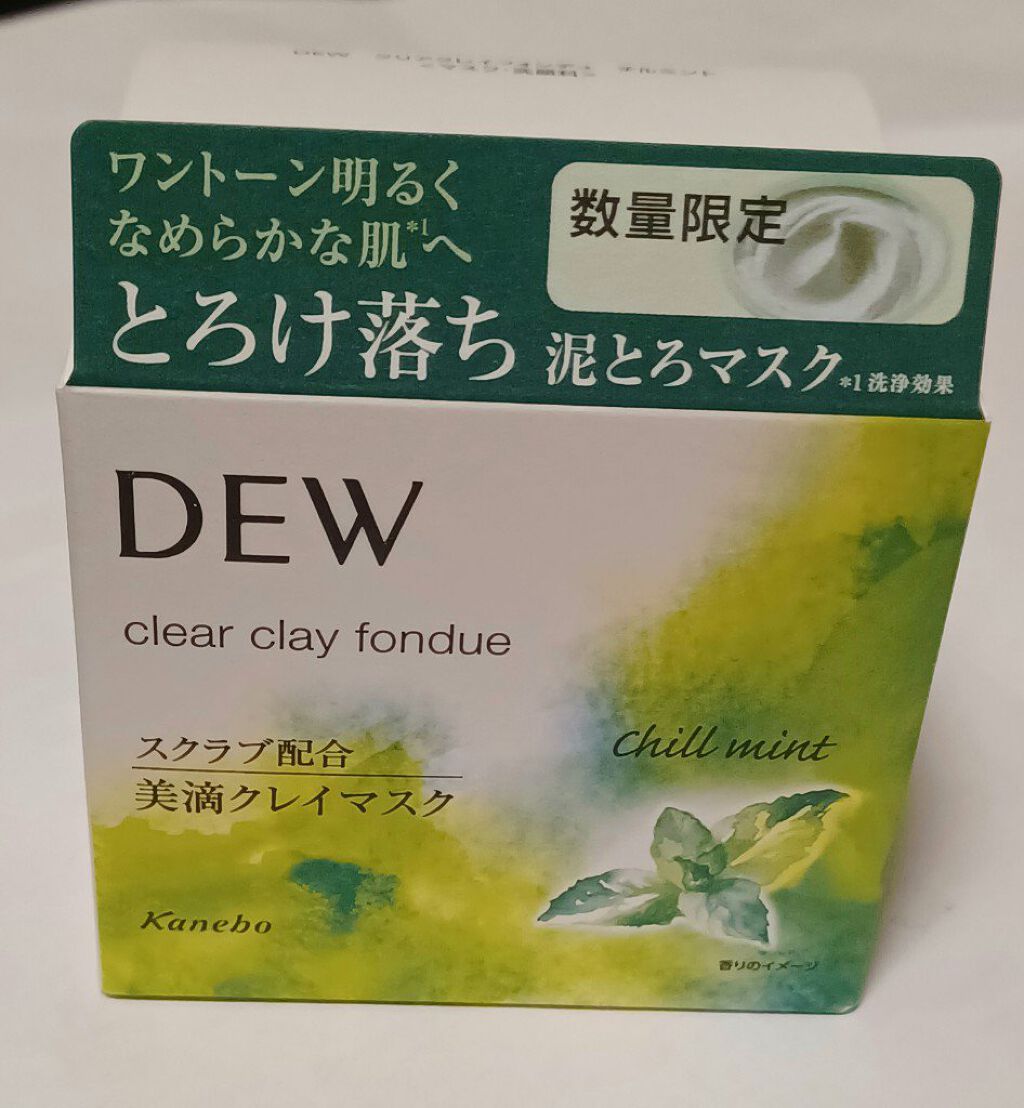 ワントーン明るく
なめらかな肌*1へ
数量限定
とろけ落ち 泥とろマスク *1 洗浄効果
DEW
clear clay fondue
スクラブ配合
美滴クレイマスク
Chill mint
Kanebo
香りのイメージ